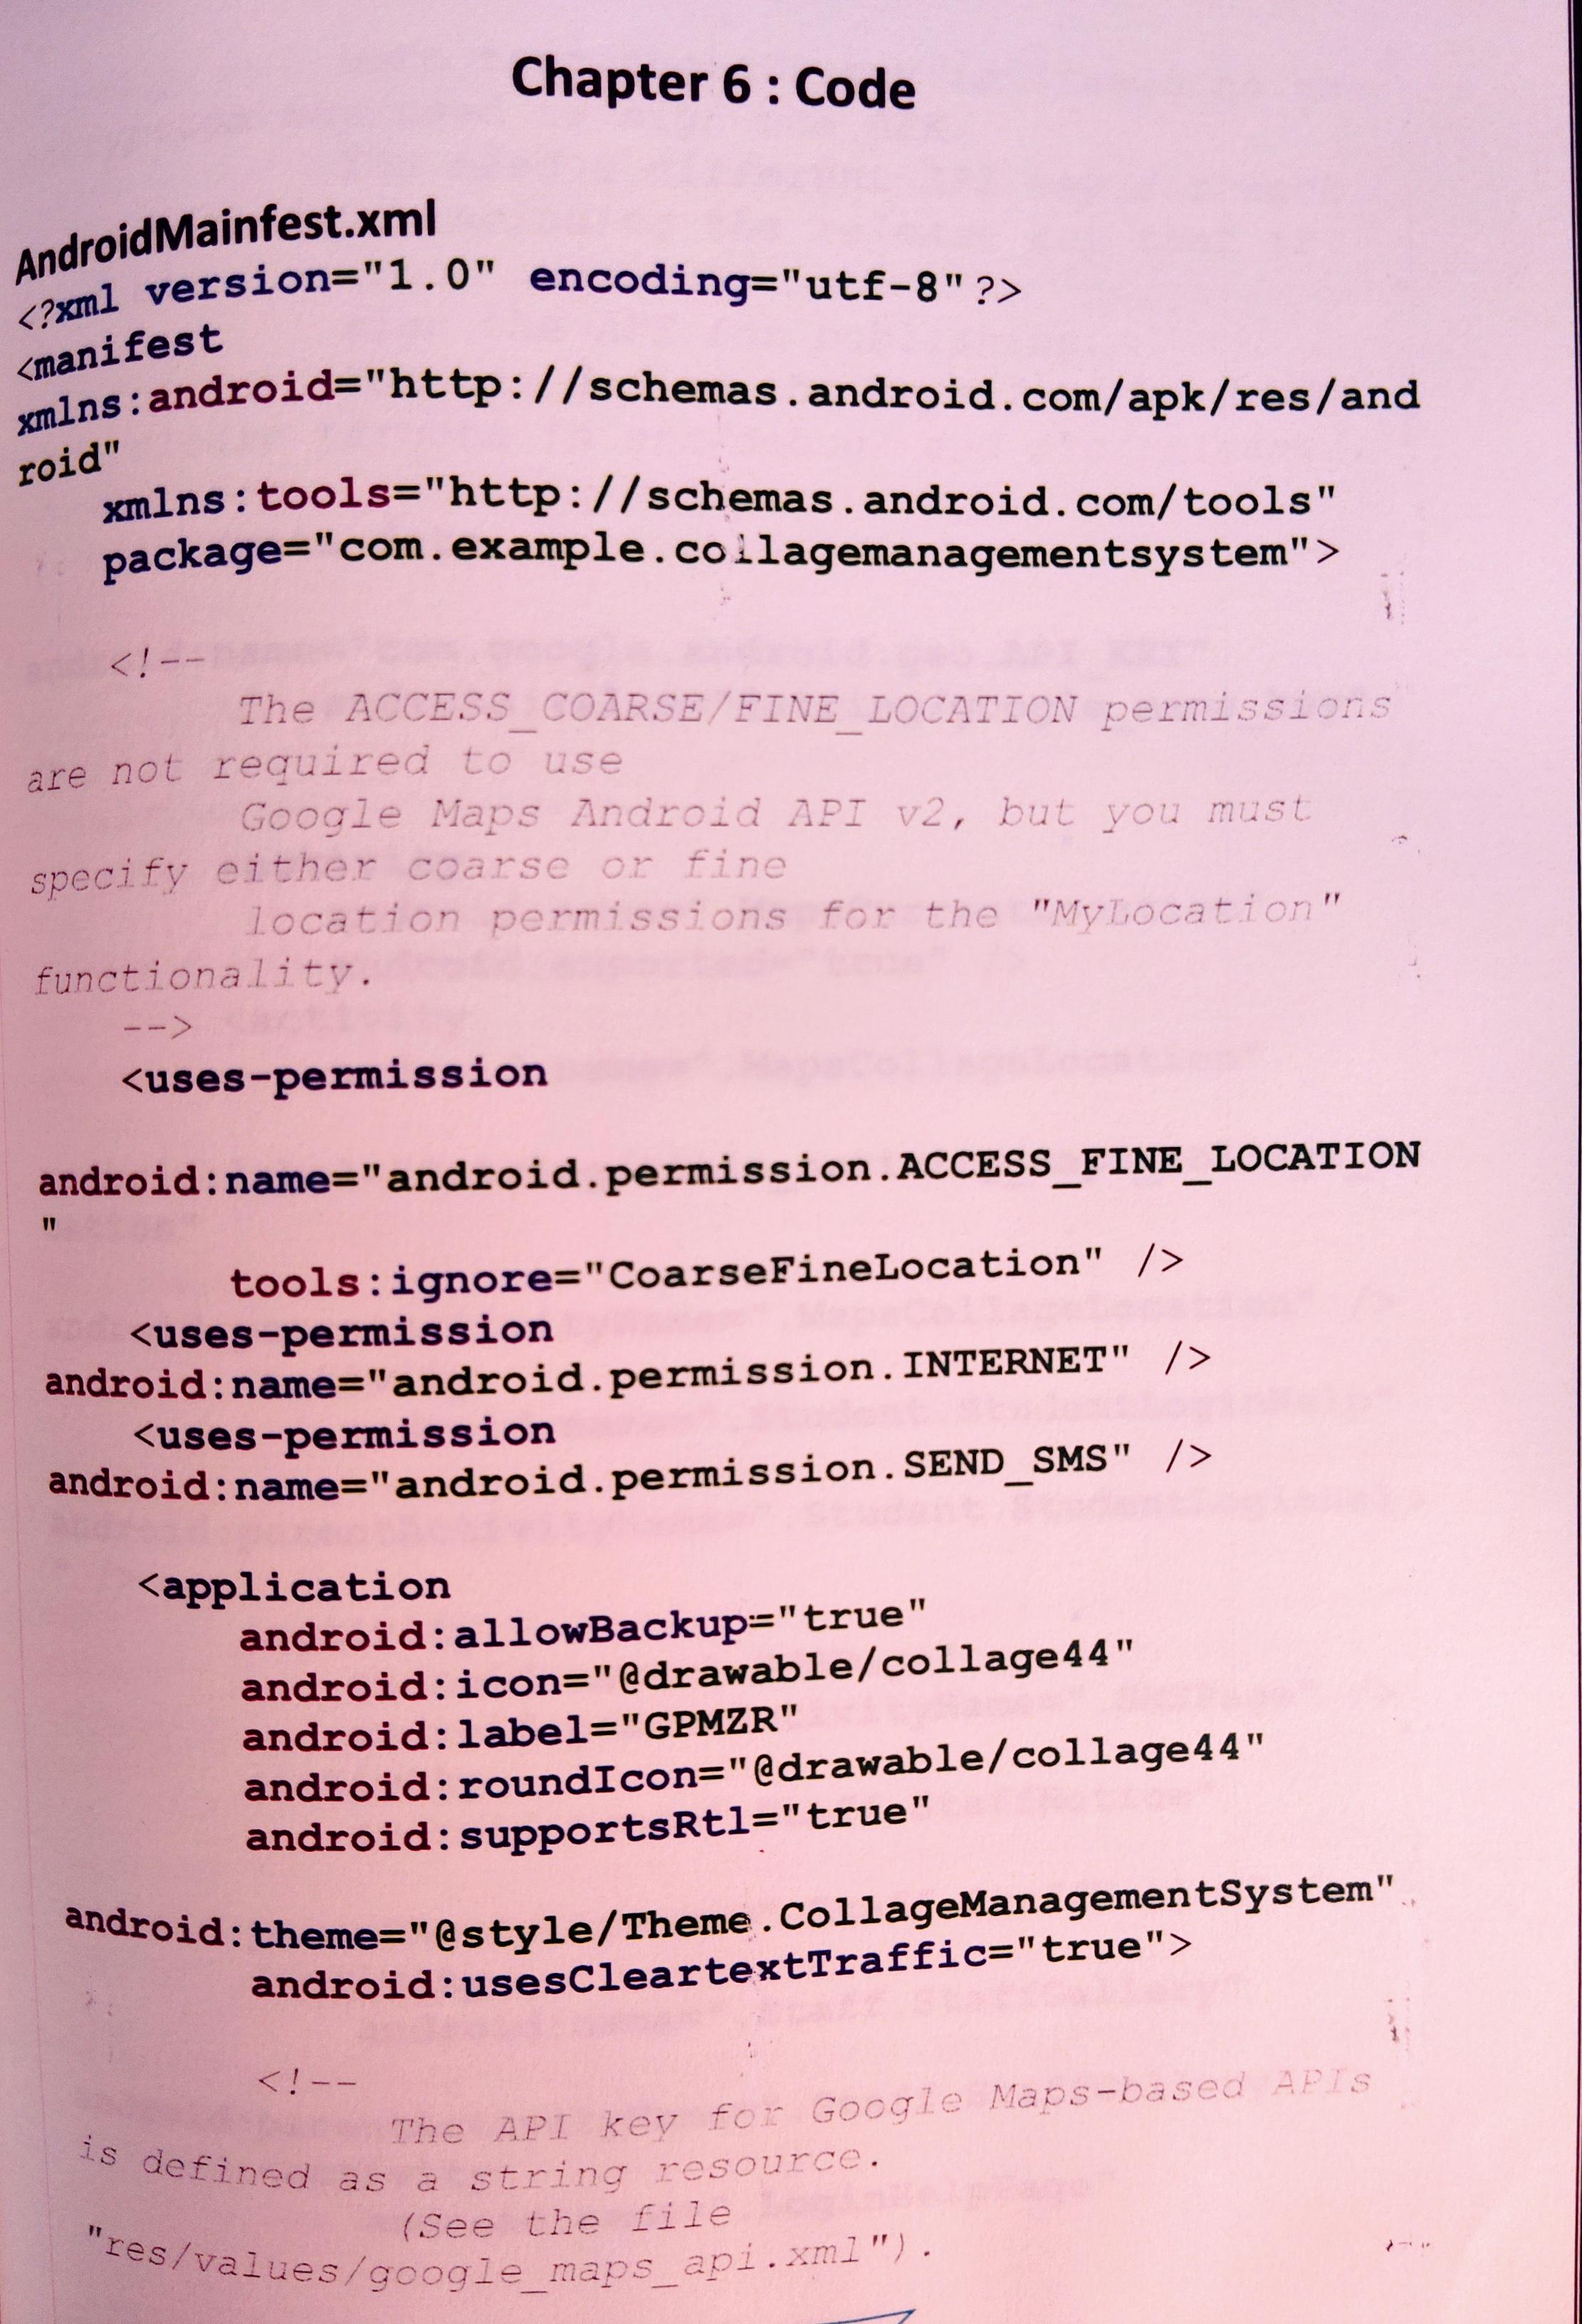 Chapter 6 : Code
AndroidMainfest.xml
<?xml version="1.0" encoding="utf-8"?>
<manifest
xmlns:android="http://schemas.android.com/apk/res/and
roid"
xmlns:tools="http://schemas.android.com/tools"
package="com.example.collagemanagementsystem">
<!--
The ACCESS_COARSE/FINE_LOCATION permissions
are not required to use
Google Maps Android API v2, but you must
specify either coarse or fine
location permissions for the "MyLocation"
functionality.
-->
<uses-permission
android:name="android.permission.ACCESS_FINE_LOCATION
"
tools:ignore="CoarseFineLocation" />
<uses-permission
android:name="android.permission.INTERNET" />
<uses-permission
android:name="android.permission.SEND_SMS" />
<application
android:allowBackup="true"
android:icon="@drawable/collage44"
android:label="GPMZR"
android:roundIcon="@drawable/collage44"
android:supportsRtl="true"
android:theme="@style/Theme.CollageManagementSystem"
android:usesCleartextTraffic="true">
<!--
The API key for Google Maps-based APIs
is defined as a string resource.
(See the file
"res/values/google_maps_api.xml").